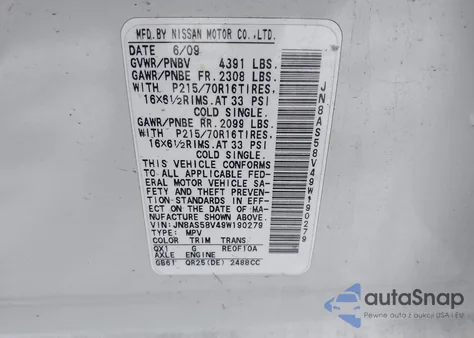 MFD.BY NISSAN MOTOR CO.,LTD.
DATE 6/09
GVWR/PNBV 4391 LBS.
GAWR/PNBE FR. 2308 LBS.
WITH P215/70R16TIRES,
16X6½RIMS.AT 33 PSI
COLD SINGLE.
GAWR/PNBE RR. 2099 LBS.
WITH P215/70R16TIRES,
16X6½RIMS.AT 33 PSI
COLD SINGLE.
THIS VEHICLE CONFORMS
TO ALL APPLICABLE FED-
ERAL MOTOR VEHICLE SA-
FETY AND THEFT PREVEN-
TION STANDARDS IN EFF-
ECT ON THE DATE OF MA-
NUFACTURE SHOWN ABOVE.
VIN:JN8AS58V49W190279
TYPE: MPV
COLOR TRIM TRANS
QX1 G RE0F10A
AXLE ENGINE
GB61 QR25(DE) 2488CC
JN8AS58V49W190279
autoSnap
Pewne auta z USA i EU